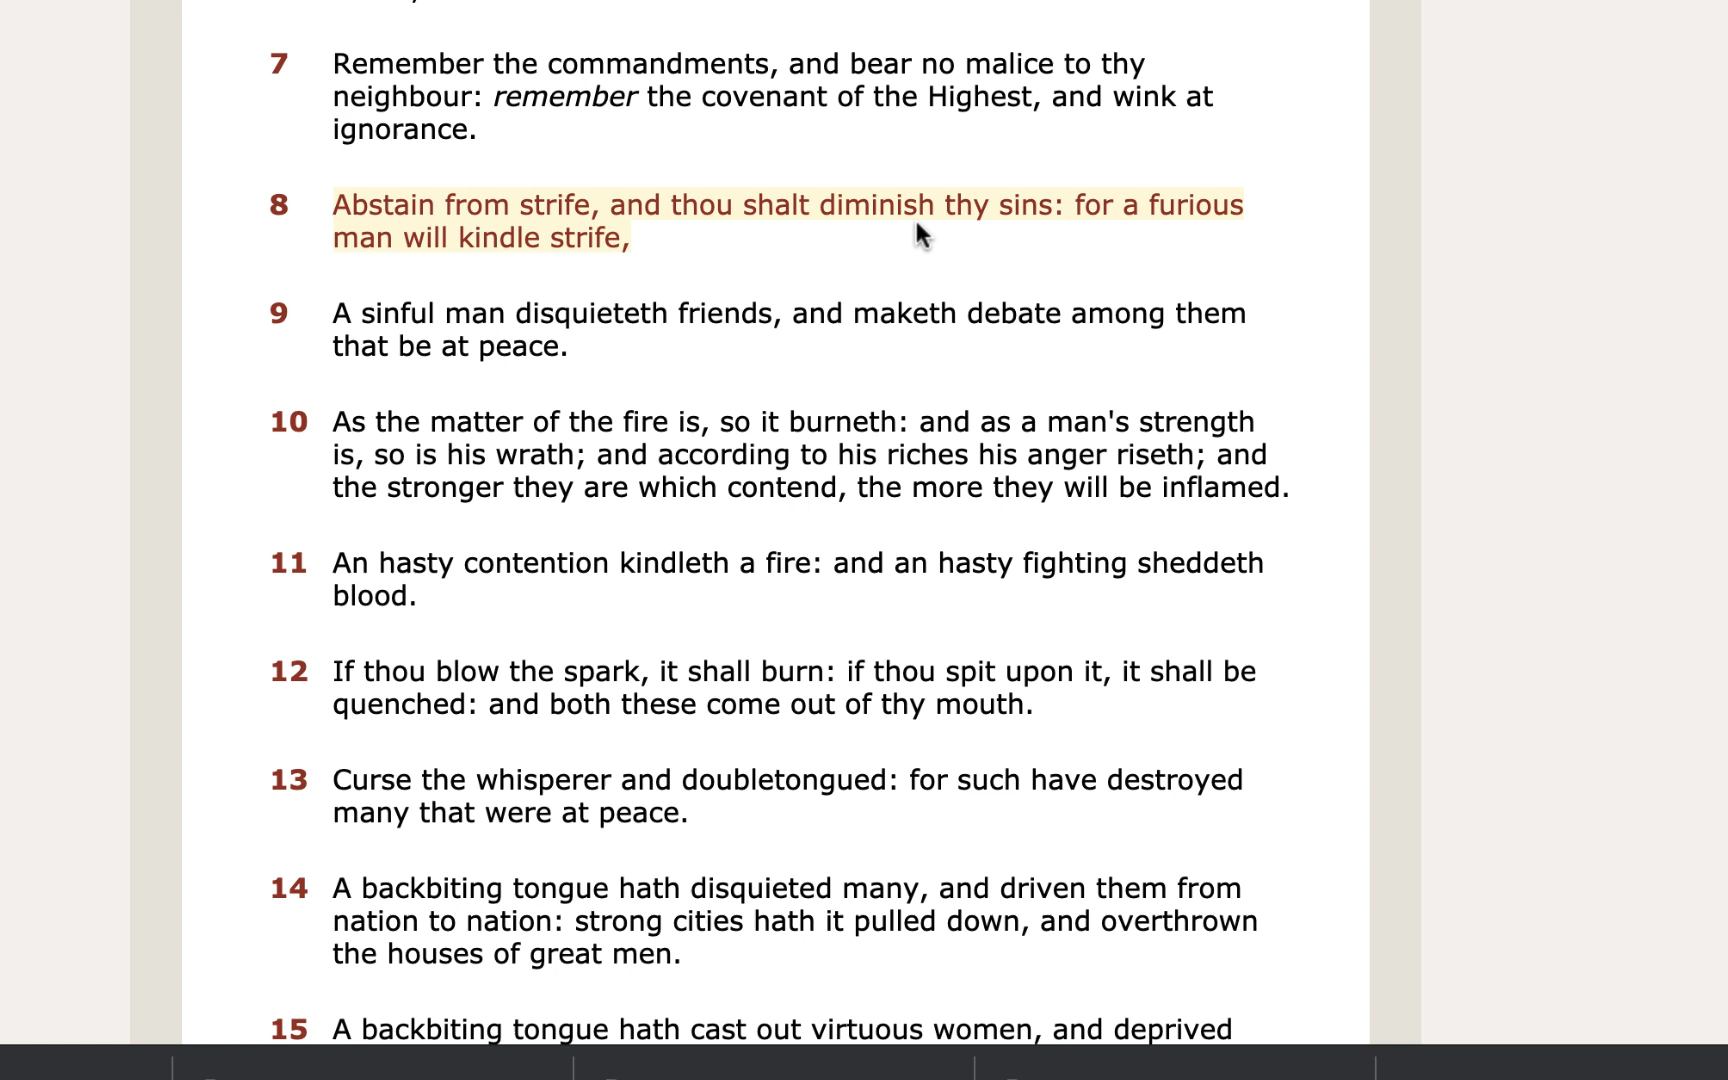 7 Remember the commandments, and bear no malice to thy
neighbour: remember the covenant of the Highest, and wink at
ignorance.
8 Abstain from strife, and thou shalt diminish thy sins: for a furious
man will kindle strife,
9 A sinful man disquieteth friends, and maketh debate among them
that be at peace.
10 As the matter of the fire is, so it burneth: and as a man's strength
is, so is his wrath; and according to his riches his anger riseth; and
the stronger they are which contend, the more they will be inflamed.
11 An hasty contention kindleth a fire: and an hasty fighting sheddeth
blood.
12 If thou blow the spark, it shall burn: if thou spit upon it, it shall be
quenched: and both these come out of thy mouth.
13 Curse the whisperer and doubletongued: for such have destroyed
many that were at peace.
14 A backbiting tongue hath disquieted many, and driven them from
nation to nation: strong cities hath it pulled down, and overthrown
the houses of great men.
15 A backbiting tongue hath cast out virtuous women, and deprived